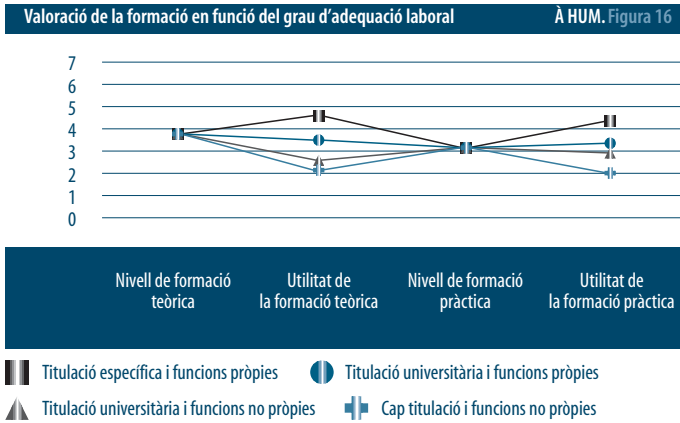 Valoració de la formació en funció del grau d'adequació laboral À HUM. Figura 16
7
6
5
4
3
2
1
0
Nivell de formació teòrica
Utilitat de la formació teòrica
Nivell de formació pràctica
Utilitat de la formació pràctica
Titulació específica i funcions pròpies
Titulació universitària i funcions pròpies
Titulació universitària i funcions no pròpies
Cap titulació i funcions no pròpies